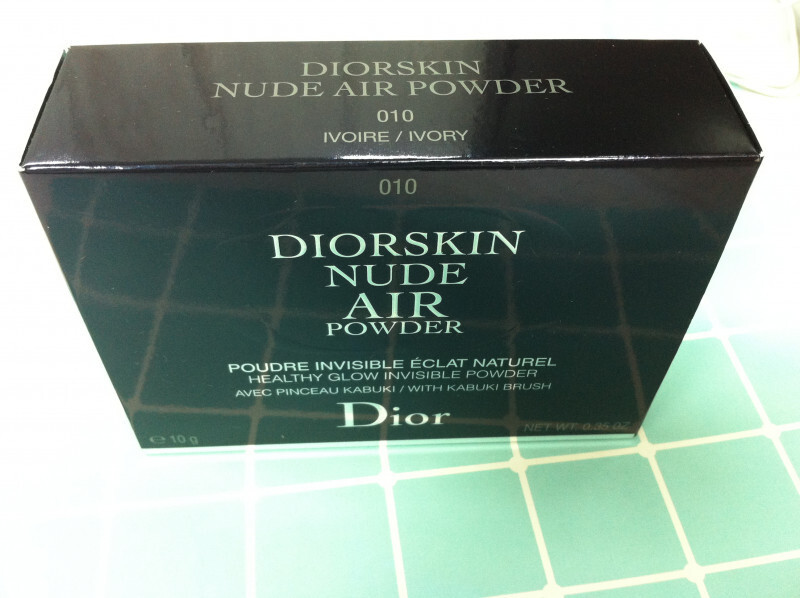 DIORSKIN
NUDE AIR POWDER
010
IVOIRE / IVORY
010
DIORSKIN
NUDE
AIR
POWDER
POUDRE INVISIBLE ÉCLAT NATUREL
HEALTHY GLOW INVISIBLE POWDER
AVEC PINCEAU KABUKI / WITH KABUKI BRUSH
Dior
℮ 10 g
NET WT. 0.35 OZ